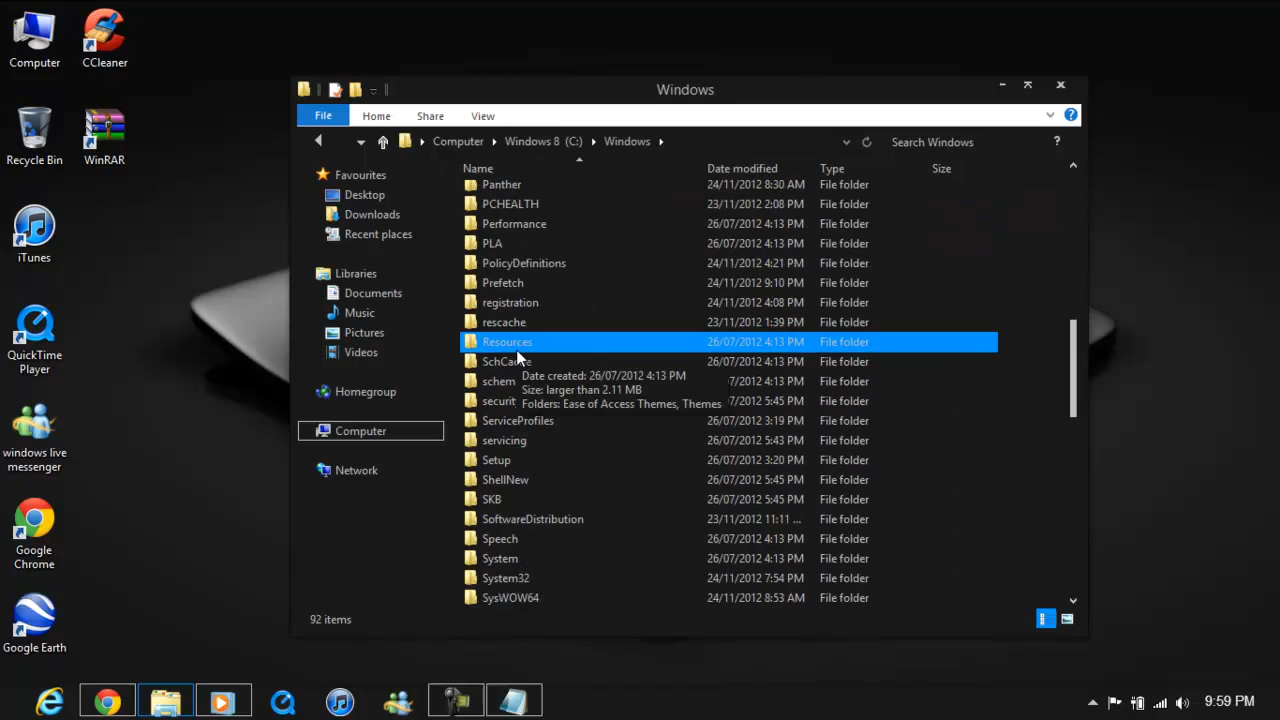 Computer
CCleaner
Recycle Bin
WinRAR
iTunes
QuickTime
Player
windows live
messenger
Google
Chrome
Google Earth
Windows
File Home Share View
Computer Windows 8 (C:) Windows Search Windows ?
Favourites
Desktop
Downloads
Recent places
Libraries
Documents
Music
Pictures
Videos
Homegroup
Computer
Network
Name Date modified Type Size
Panther 24/11/2012 8:30 AM File folder
PCHEALTH 23/11/2012 2:08 PM File folder
Performance 26/07/2012 4:13 PM File folder
PLA 26/07/2012 4:13 PM File folder
PolicyDefinitions 24/11/2012 4:21 PM File folder
Prefetch 24/11/2012 9:10 PM File folder
registration 24/11/2012 4:08 PM File folder
rescache 23/11/2012 1:39 PM File folder
Resources 26/07/2012 4:13 PM File folder
SchCache 26/07/2012 4:13 PM File folder
schem /07/2012 4:13 PM File folder
securit /07/2012 5:45 PM File folder
Date created: 26/07/2012 4:13 PM
Size: larger than 2.11 MB
Folders: Ease of Access Themes, Themes
ServiceProfiles 26/07/2012 3:19 PM File folder
servicing 26/07/2012 5:43 PM File folder
Setup 26/07/2012 3:20 PM File folder
ShellNew 26/07/2012 5:45 PM File folder
SKB 26/07/2012 5:45 PM File folder
SoftwareDistribution 23/11/2012 11:11 ... File folder
Speech 26/07/2012 4:13 PM File folder
System 26/07/2012 4:13 PM File folder
System32 24/11/2012 7:54 PM File folder
SysWOW64 24/11/2012 8:53 AM File folder
92 items
9:59 PM